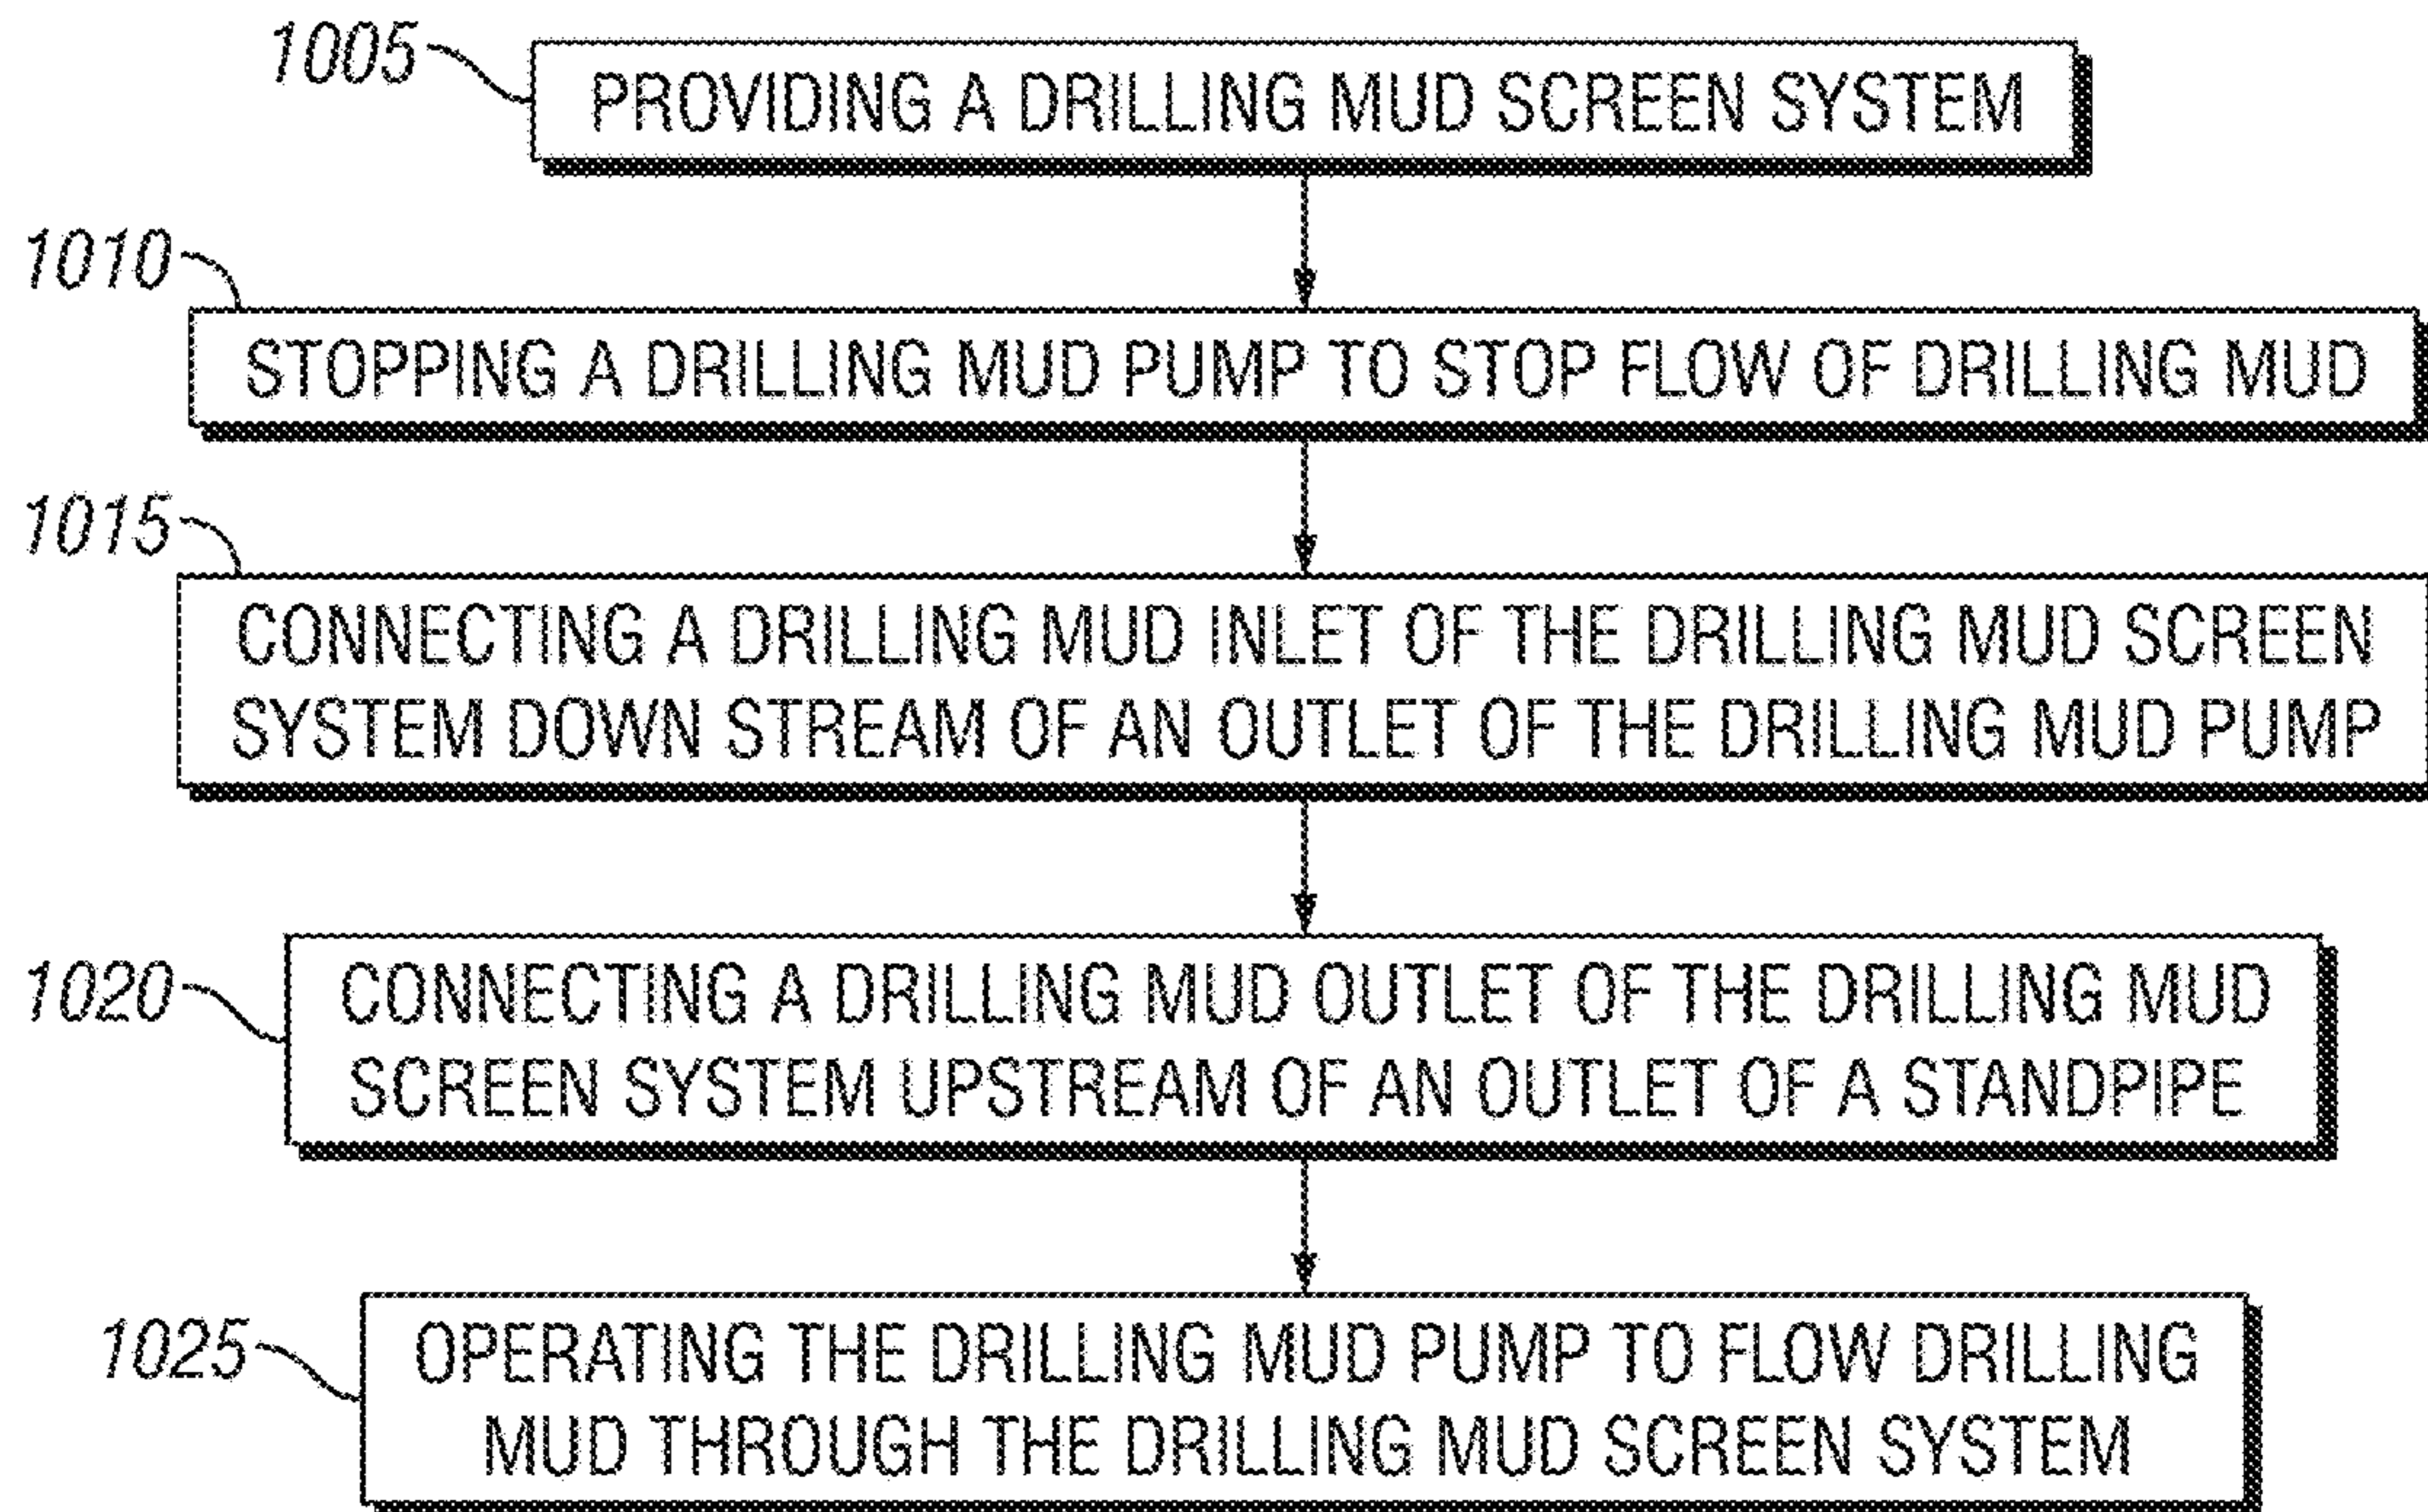 1005
PROVIDING A DRILLING MUD SCREEN SYSTEM
1010
STOPPING A DRILLING MUD PUMP TO STOP FLOW OF DRILLING MUD
1015
CONNECTING A DRILLING MUD INLET OF THE DRILLING MUD SCREEN
SYSTEM DOWN STREAM OF AN OUTLET OF THE DRILLING MUD PUMP
1020
CONNECTING A DRILLING MUD OUTLET OF THE DRILLING MUD
SCREEN SYSTEM UPSTREAM OF AN OUTLET OF A STANDPIPE
1025
OPERATING THE DRILLING MUD PUMP TO FLOW DRILLING
MUD THROUGH THE DRILLING MUD SCREEN SYSTEM